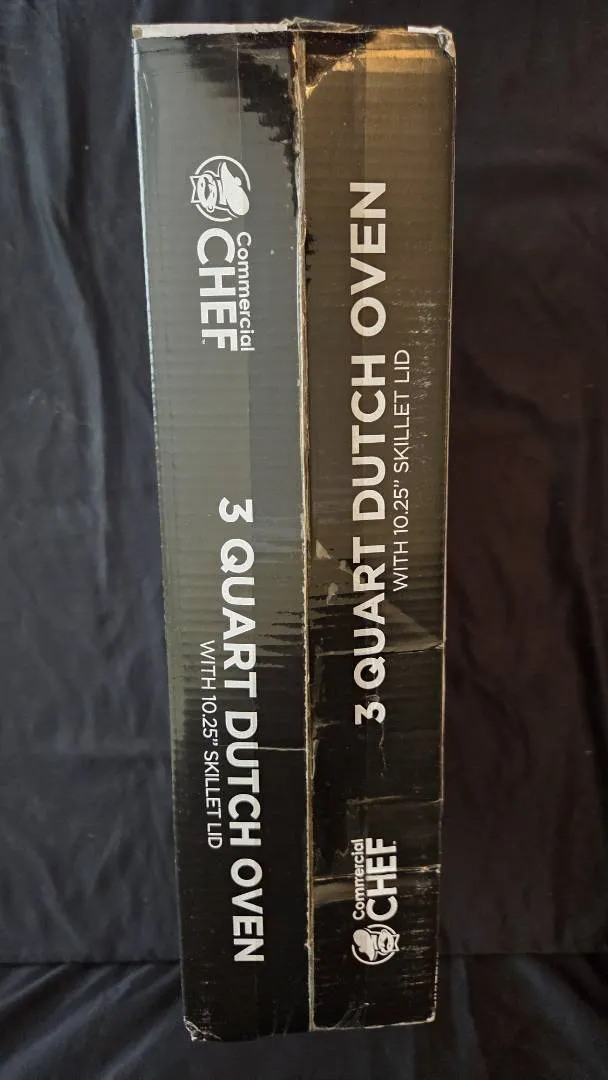 Commercial
CHEF
3 QUART DUTCH OVEN
WITH 10.25” SKILLET LID
Commercial
CHEF
3 QUART DUTCH OVEN
WITH 10.25” SKILLET LID